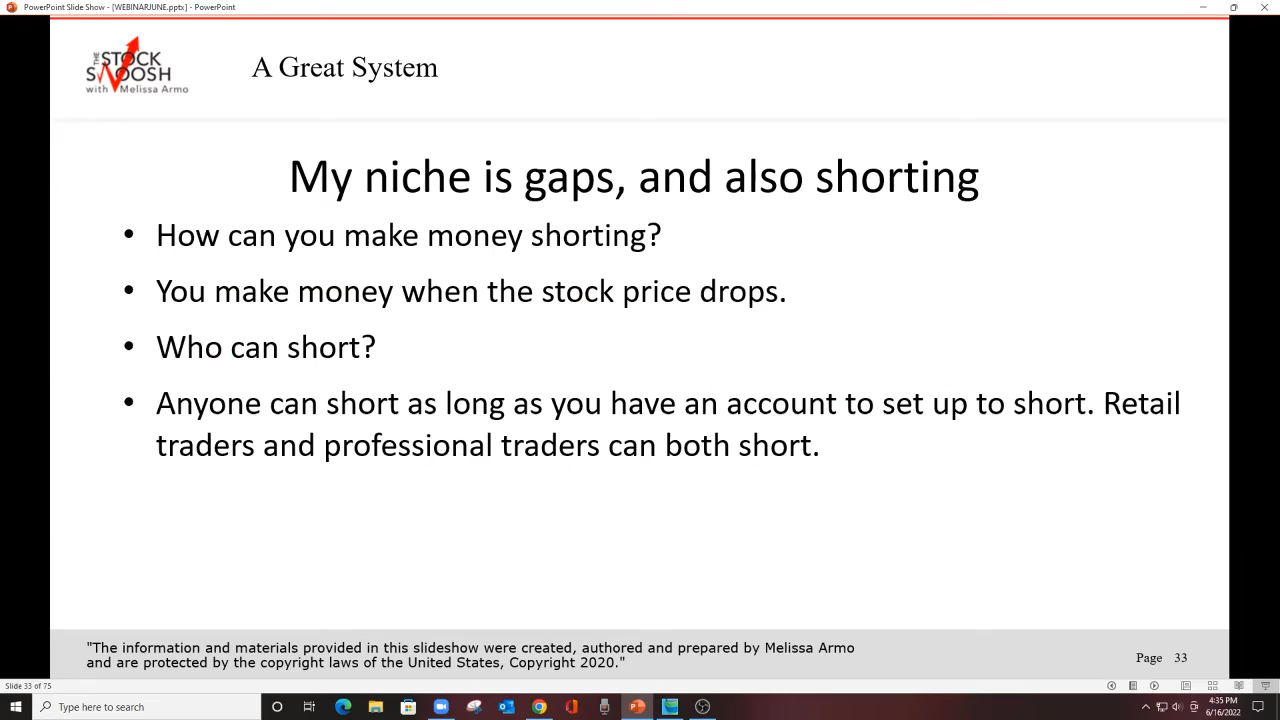 PowerPoint Slide Show - [WEBINARJUNE.pptx] - PowerPoint
THE STOCK
SWOOSH
with Melissa Armo
A Great System
My niche is gaps, and also shorting
• How can you make money shorting?
• You make money when the stock price drops.
• Who can short?
• Anyone can short as long as you have an account to set up to short. Retail
traders and professional traders can both short.
"The information and materials provided in this slideshow were created, authored and prepared by Melissa Armo
and are protected by the copyright laws of the United States, Copyright 2020."
Page 33
Slide 33 of 75
Type here to search
4:35 PM
6/16/2022